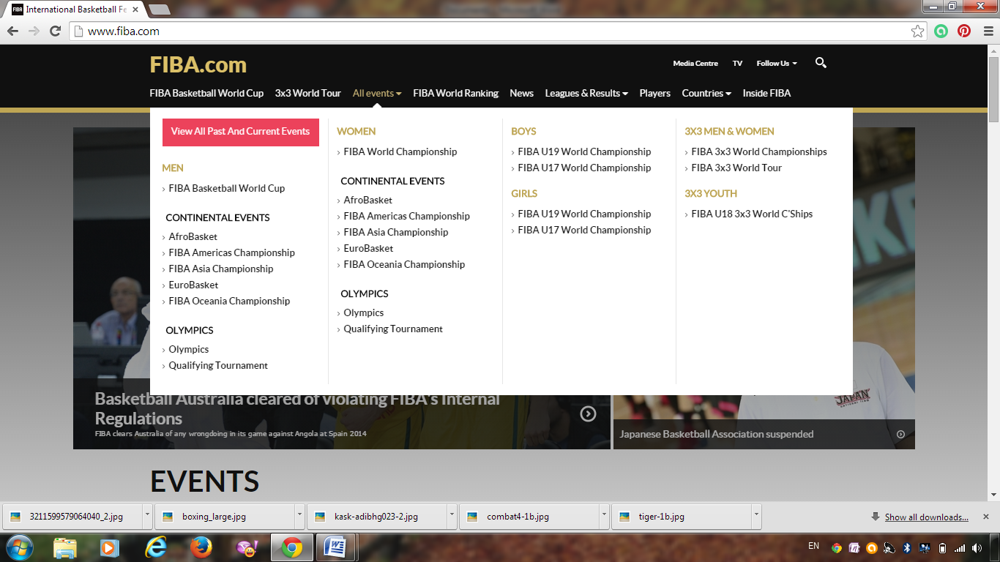 International Basketball Fe
www.fiba.com
FIBA.com
Media Centre
TV
Follow Us
FIBA Basketball World Cup
3x3 World Tour
All events
FIBA World Ranking
News
Leagues & Results
Players
Countries
Inside FIBA
View All Past And Current Events
MEN
FIBA Basketball World Cup
CONTINENTAL EVENTS
AfroBasket
FIBA Americas Championship
FIBA Asia Championship
EuroBasket
FIBA Oceania Championship
OLYMPICS
Olympics
Qualifying Tournament
WOMEN
FIBA World Championship
CONTINENTAL EVENTS
AfroBasket
FIBA Americas Championship
FIBA Asia Championship
EuroBasket
FIBA Oceania Championship
OLYMPICS
Olympics
Qualifying Tournament
BOYS
FIBA U19 World Championship
FIBA U17 World Championship
GIRLS
FIBA U19 World Championship
FIBA U17 World Championship
3X3 MEN & WOMEN
FIBA 3x3 World Championships
FIBA 3x3 World Tour
3X3 YOUTH
FIBA U18 3x3 World C'Ships
Basketball Australia cleared of violating FIBA's Internal
Regulations
FIBA clears Australia of any wrongdoing in its game against Angola at Spain 2014
JAPAN
Japanese Basketball Association suspended
EVENTS
3211599579064040_2.jpg
boxing_large.jpg
kask-adibhg023-2.jpg
combat4-1b.jpg
tiger-1b.jpg
Show all downloads...
EN